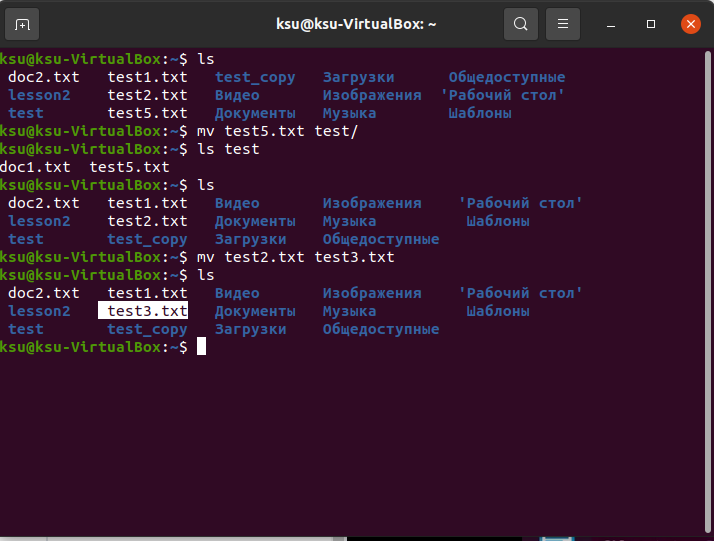 ksu@ksu-VirtualBox: ~
ksu@ksu-VirtualBox:~$ ls
doc2.txt test1.txt test_copy Загрузки Общедоступные
lesson2 test2.txt Видео Изображения 'Рабочий стол'
test test5.txt Документы Музыка Шаблоны
ksu@ksu-VirtualBox:~$ mv test5.txt test/
ksu@ksu-VirtualBox:~$ ls test
doc1.txt test5.txt
ksu@ksu-VirtualBox:~$ ls
doc2.txt test1.txt Видео Изображения 'Рабочий стол'
lesson2 test2.txt Документы Музыка Шаблоны
test test_copy Загрузки Общедоступные
ksu@ksu-VirtualBox:~$ mv test2.txt test3.txt
ksu@ksu-VirtualBox:~$ ls
doc2.txt test1.txt Видео Изображения 'Рабочий стол'
lesson2 test3.txt Документы Музыка Шаблоны
test test_copy Загрузки Общедоступные
ksu@ksu-VirtualBox:~$